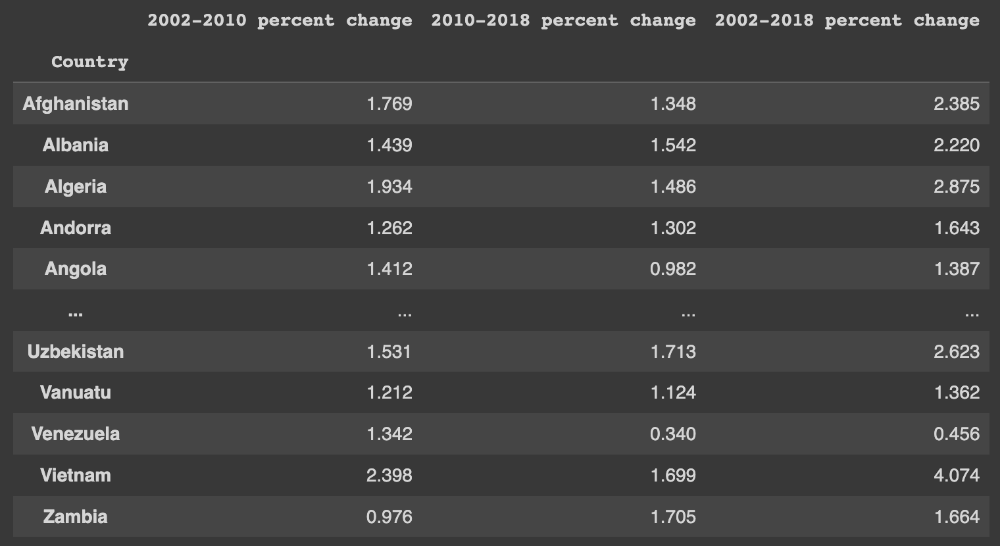 2002-2010 percent change 2010-2018 percent change 2002-2018 percent change
Country
Afghanistan 1.769 1.348 2.385
Albania 1.439 1.542 2.220
Algeria 1.934 1.486 2.875
Andorra 1.262 1.302 1.643
Angola 1.412 0.982 1.387
... ... ... ...
Uzbekistan 1.531 1.713 2.623
Vanuatu 1.212 1.124 1.362
Venezuela 1.342 0.340 0.456
Vietnam 2.398 1.699 4.074
Zambia 0.976 1.705 1.664